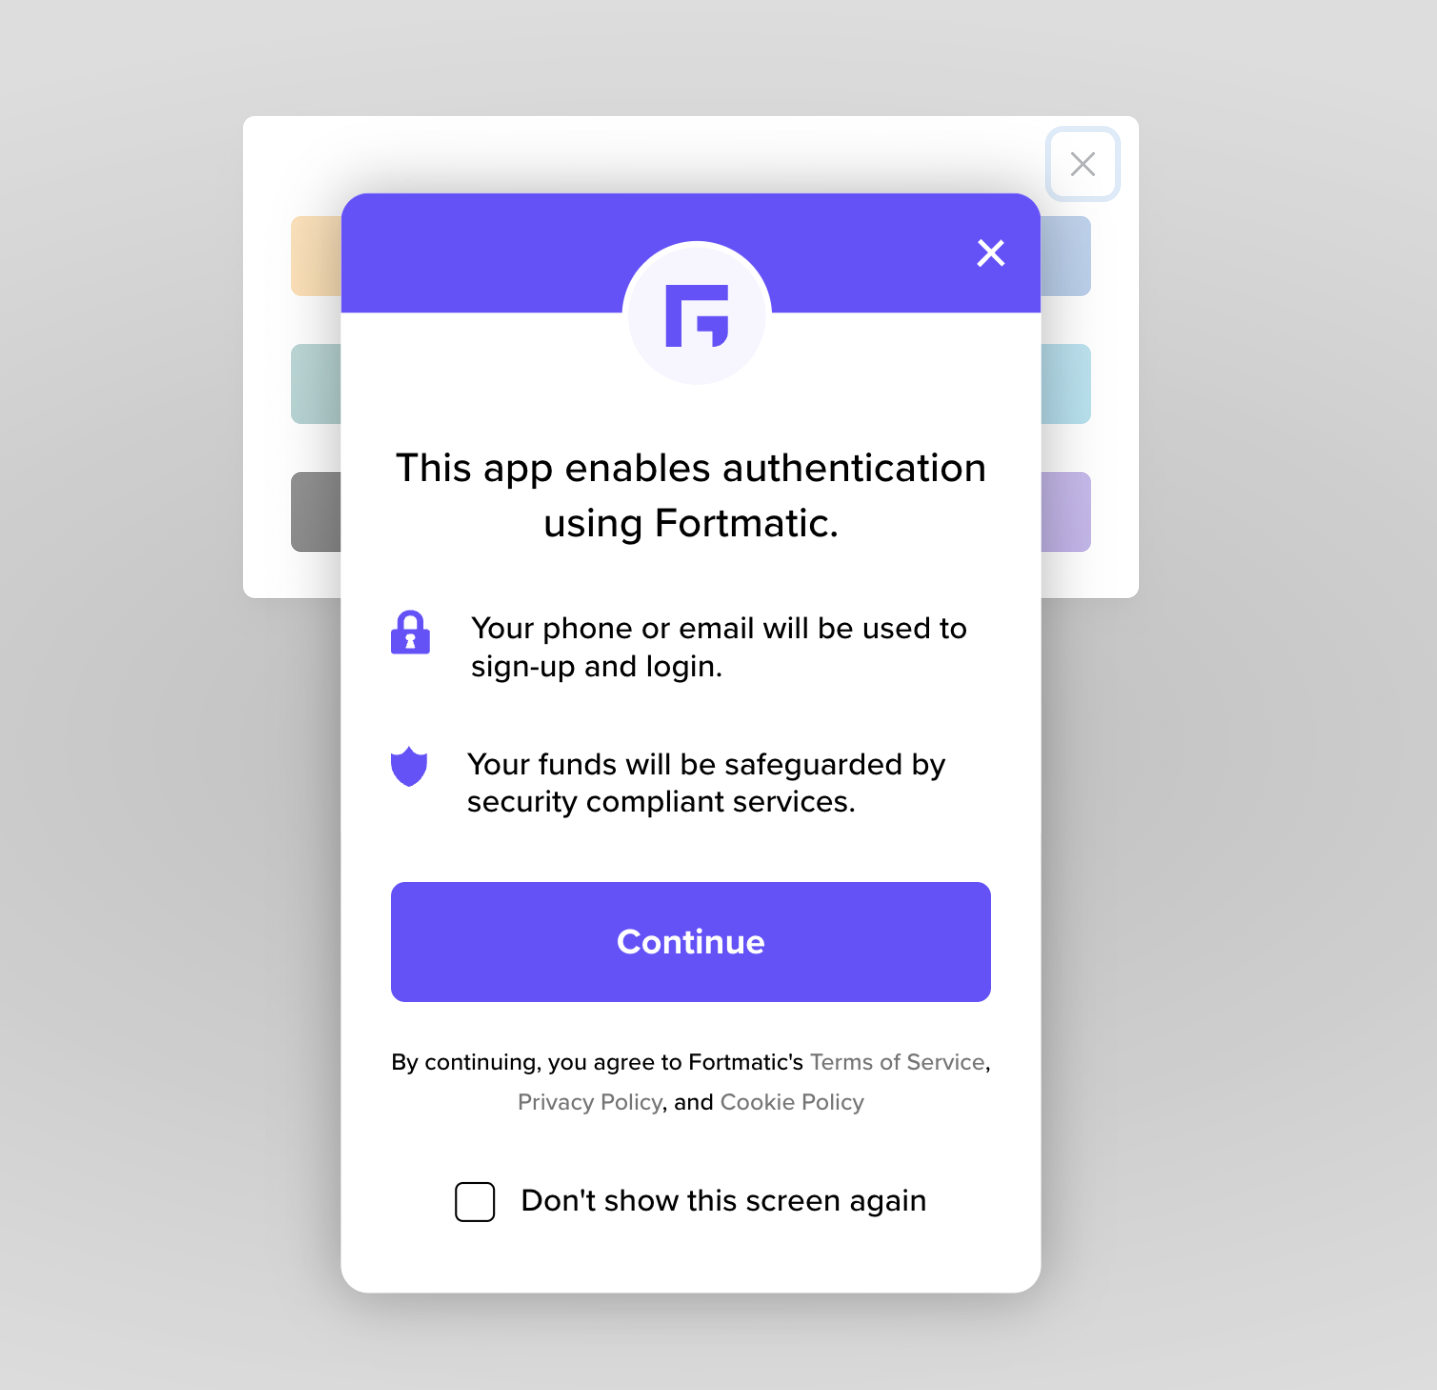 This app enables authentication
using Fortmatic.
Your phone or email will be used to
sign-up and login.
Your funds will be safeguarded by
security compliant services.
Continue
By continuing, you agree to Fortmatic's Terms of Service,
Privacy Policy, and Cookie Policy
Don't show this screen again